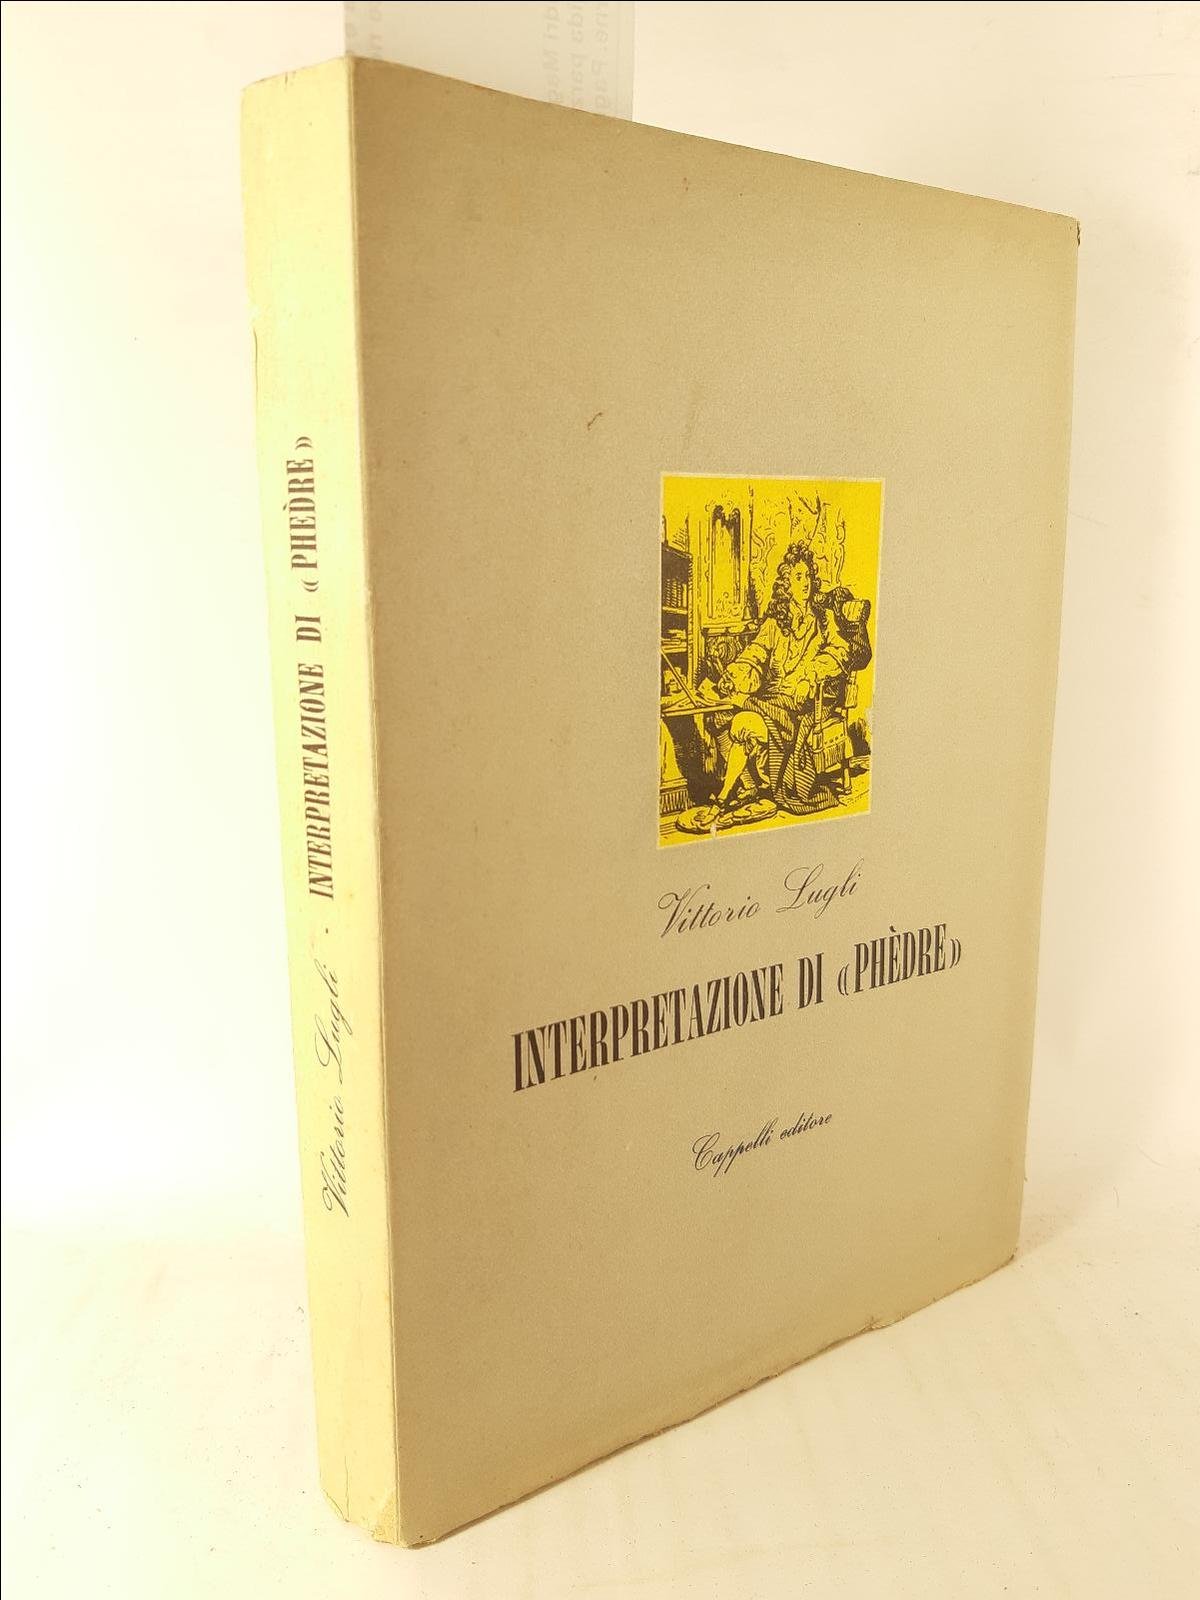 Vittorio Lugli - INTERPRETAZIONE DI « PHÈDRE »
Vittorio Lugli
INTERPRETAZIONE DI « PHÈDRE »
Cappelli editore